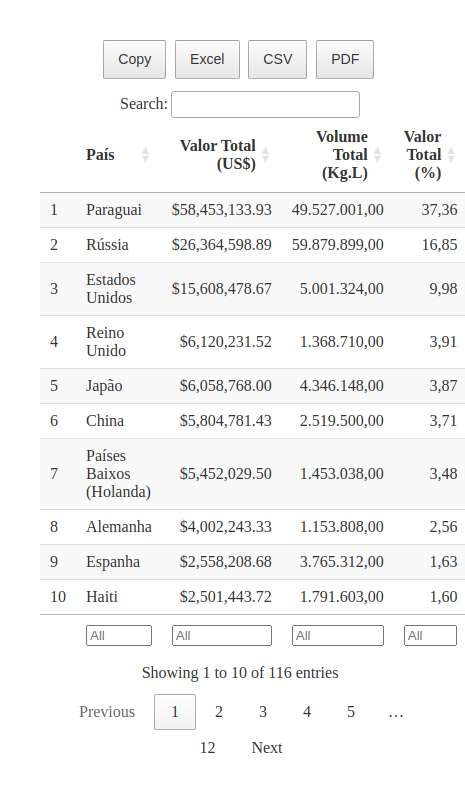 Copy Excel CSV PDF
Search:
País Valor Total (US$) Volume Total (Kg.L) Valor Total (%)
1 Paraguai $58,453,133.93 49.527.001,00 37,36
2 Rússia $26,364,598.89 59.879.899,00 16,85
3 Estados Unidos $15,608,478.67 5.001.324,00 9,98
4 Reino Unido $6,120,231.52 1.368.710,00 3,91
5 Japão $6,058,768.00 4.346.148,00 3,87
6 China $5,804,781.43 2.519.500,00 3,71
7 Países Baixos (Holanda) $5,452,029.50 1.453.038,00 3,48
8 Alemanha $4,002,243.33 1.153.808,00 2,56
9 Espanha $2,558,208.68 3.765.312,00 1,63
10 Haiti $2,501,443.72 1.791.603,00 1,60
All All All All
Showing 1 to 10 of 116 entries
Previous 1 2 3 4 5 …
12 Next